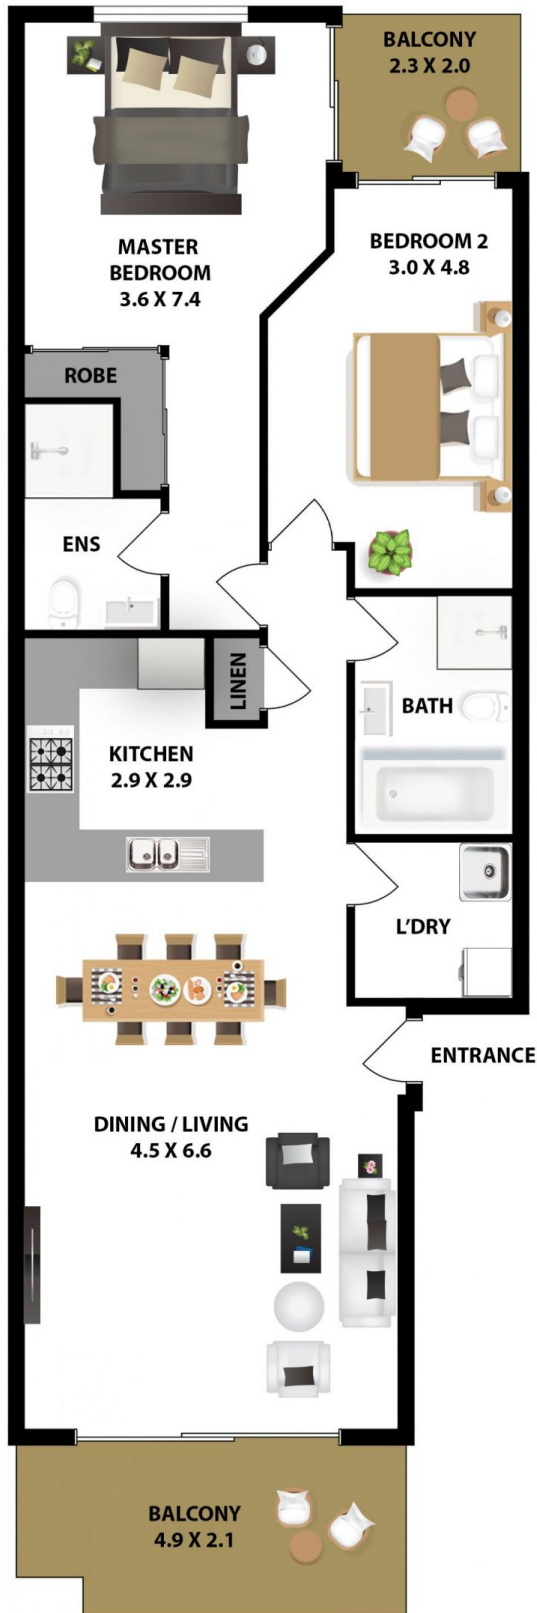 BALCONY
2.3 X 2.0
MASTER
BEDROOM
3.6 X 7.4
BEDROOM 2
3.0 X 4.8
ROBE
ENS
LINEN
BATH
KITCHEN
2.9 X 2.9
L'DRY
ENTRANCE
DINING / LIVING
4.5 X 6.6
BALCONY
4.9 X 2.1